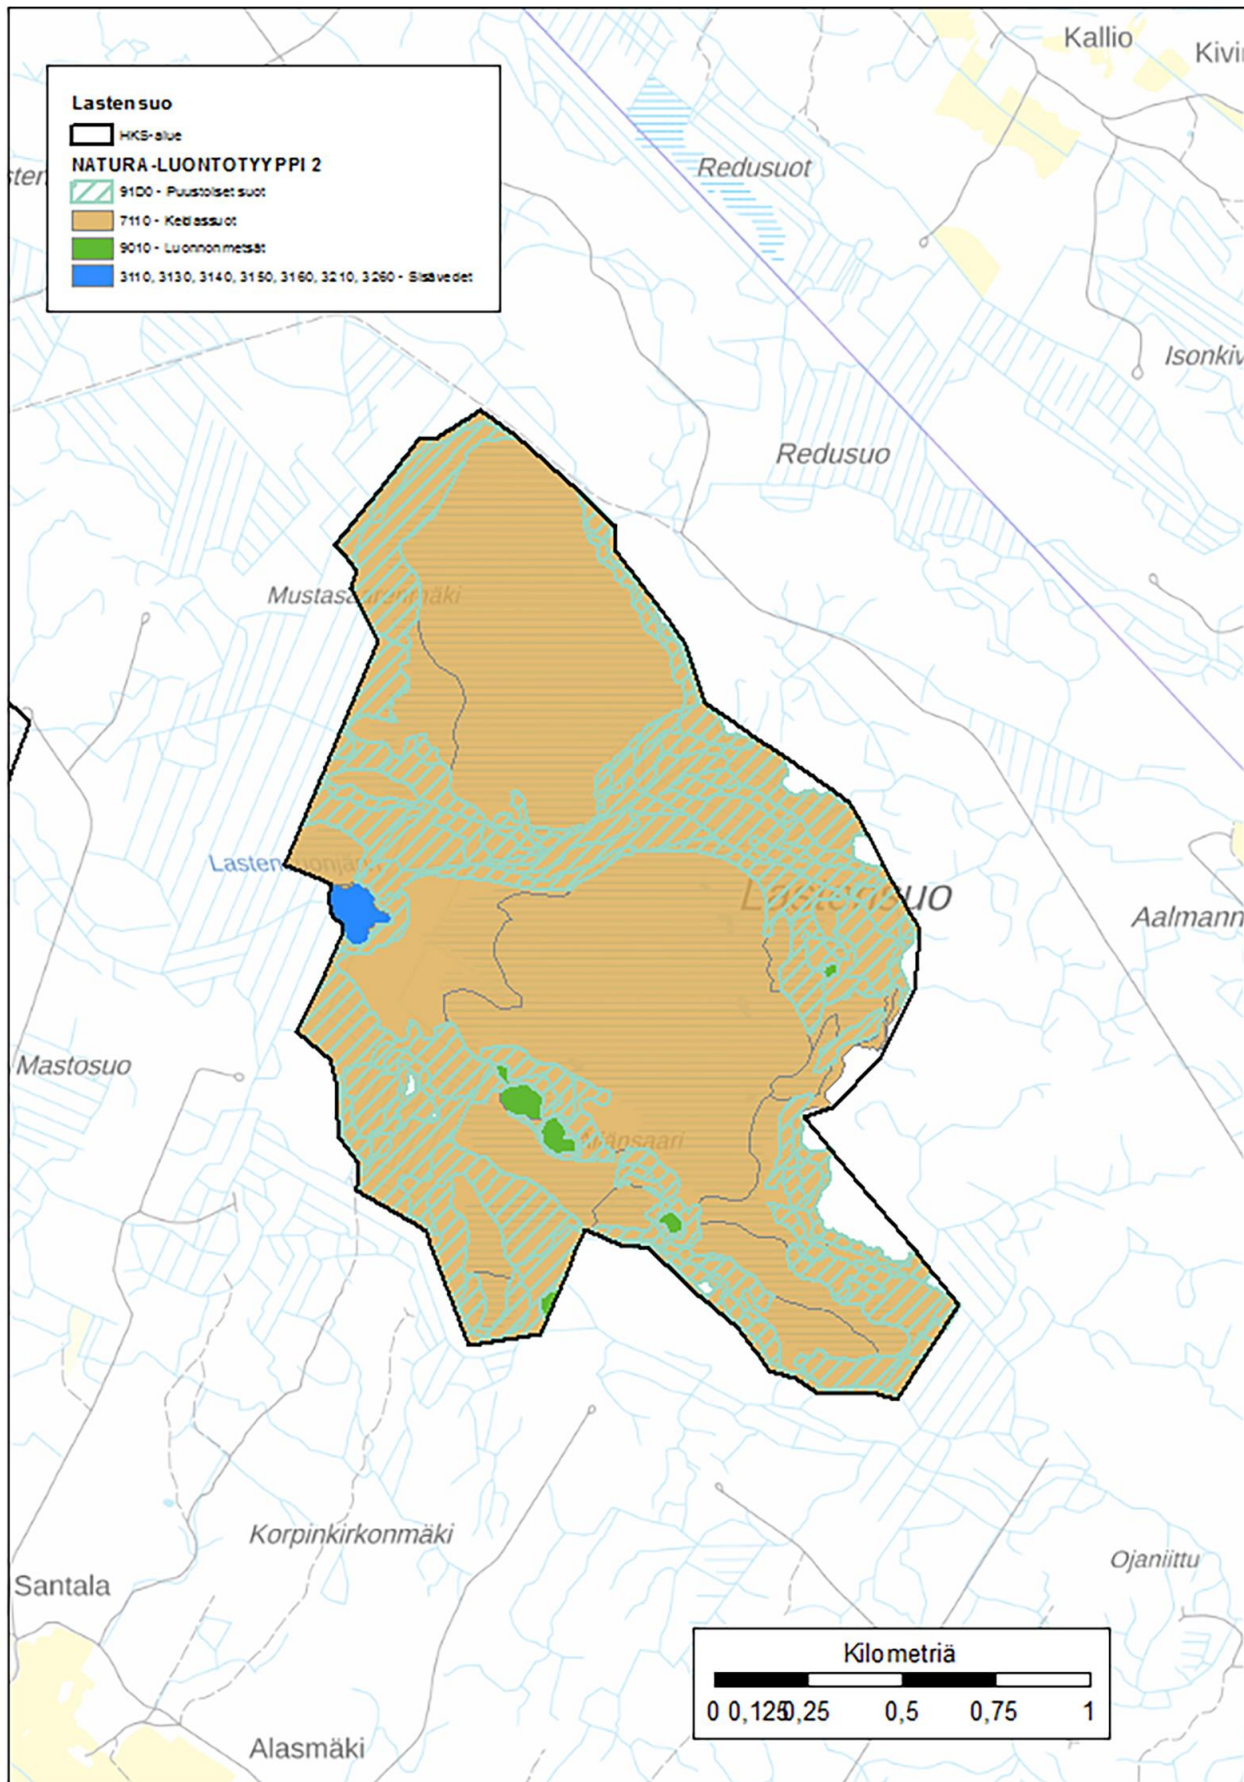 Kallio
Lastensuo
HKS-alue
NATURA-LUONTOTYYPPI 2
91D0 - Puustoiset suot
7110 - Keidassuot
9010 - Luonnonmetsät
3110, 3130, 3140, 3150, 3160, 3210, 3260 - Sisävedet
Redusuot
Redusuo
Mustasaarenmäki
Lastensuonjärvi
Lastensuo
Mastosuo
Korpinkirkonmäki
Ojaniittu
Santala
Kilometriä
0 0,125 0,25 0,5 0,75 1
Alasmäki